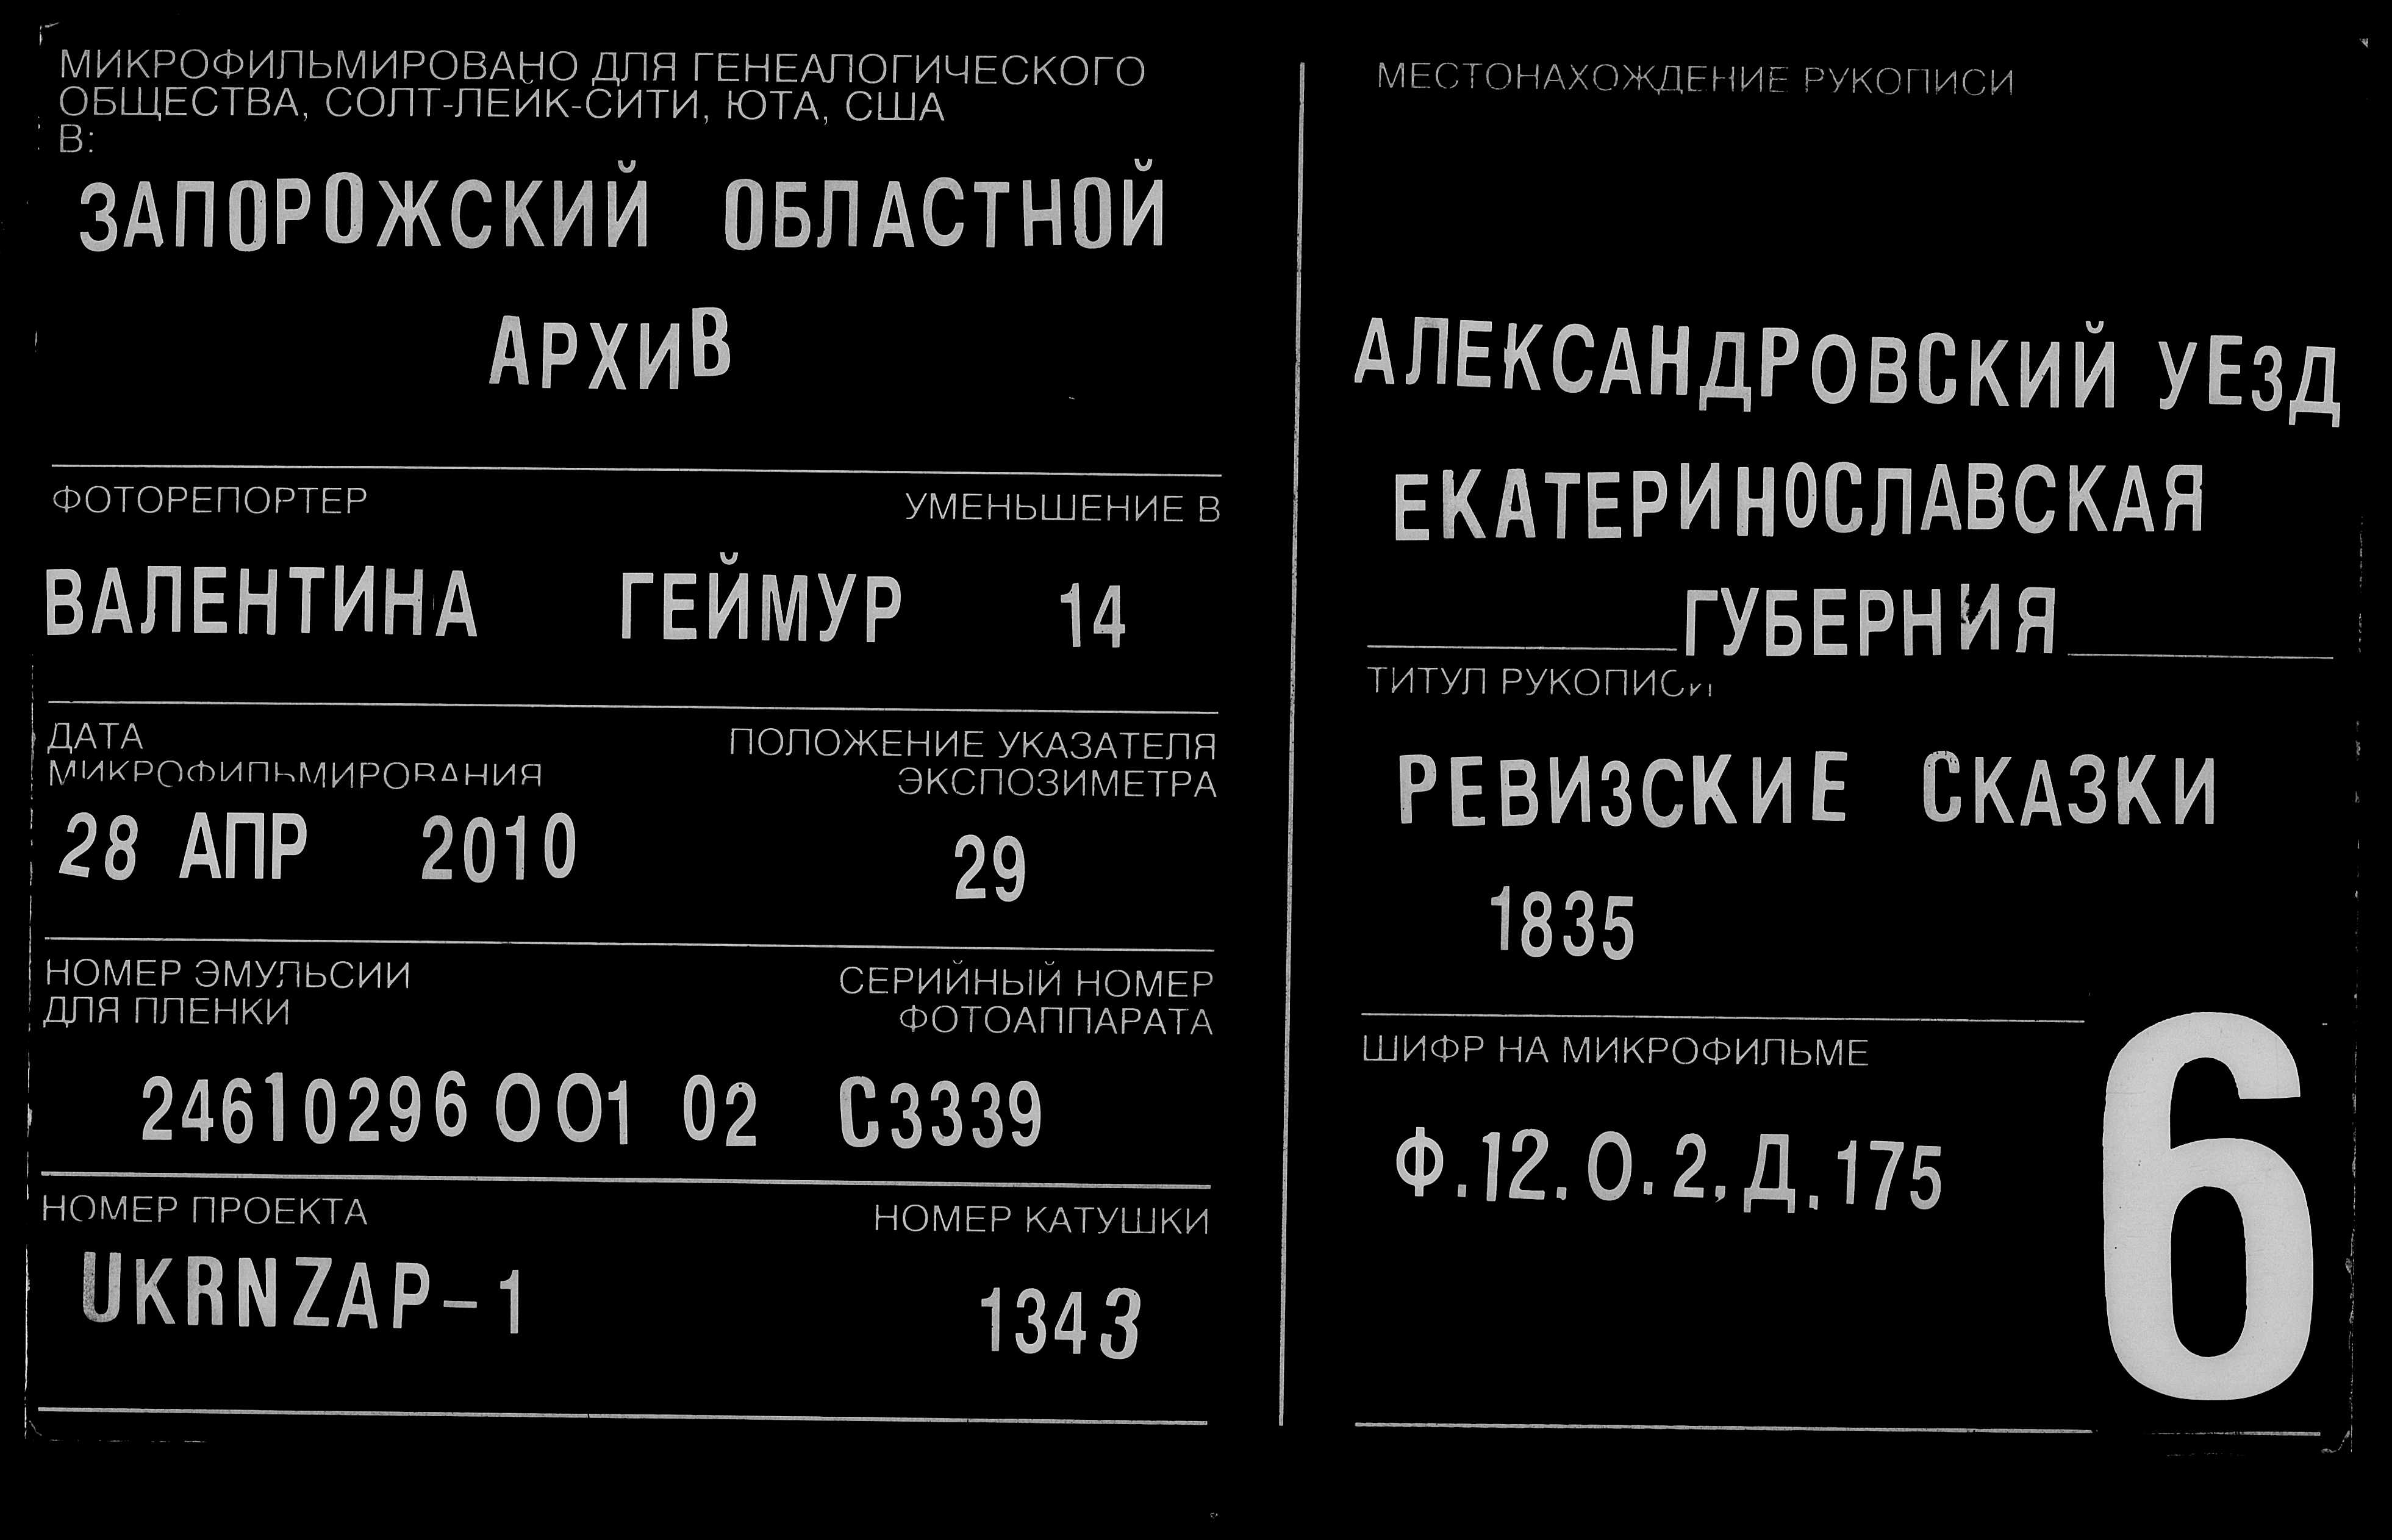 МИКРОФИЛЬМИРОВАНО ДЛЯ ГЕНЕАЛОГИЧЕСКОГО
ОБЩЕСТВА, СОЛТ-ЛЕЙК-СИТИ, ЮТА, США
В:
ЗАПОРОЖСКИЙ ОБЛАСТНОЙ
АРХИВ
ФОТОРЕПОРТЕР УМЕНЬШЕНИЕ В
ВАЛЕНТИНА ГЕЙМУР 14
ДАТА ПОЛОЖЕНИЕ УКАЗАТЕЛЯ
МИКРОФИЛЬМИРОВАНИЯ ЭКСПОЗИМЕТРА
28 АПР 2010 29
НОМЕР ЭМУЛЬСИИ СЕРИЙНЫЙ НОМЕР
ДЛЯ ПЛЕНКИ ФОТОАППАРАТА
24610296 001 02 С3339
НОМЕР ПРОЕКТА НОМЕР КАТУШКИ
UKRNZAP-1 1343
МЕСТОНАХОЖДЕНИЕ РУКОПИСИ
АЛЕКСАНДРОВСКИЙ УЕЗД
ЕКАТЕРИНОСЛАВСКАЯ
ГУБЕРНИЯ
ТИТУЛ РУКОПИСИ
РЕВИЗСКИЕ СКАЗКИ
1835
ШИФР НА МИКРОФИЛЬМЕ
Ф.12.О.2,Д.175
6